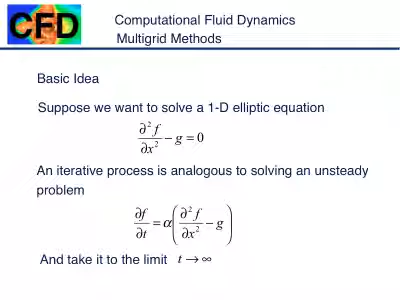 CFD
Computational Fluid Dynamics
Multigrid Methods
Basic Idea
Suppose we want to solve a 1-D elliptic equation
∂²f/∂x² − g = 0
An iterative process is analogous to solving an unsteady
problem
∂f/∂t = α(∂²f/∂x² − g)
And take it to the limit t → ∞